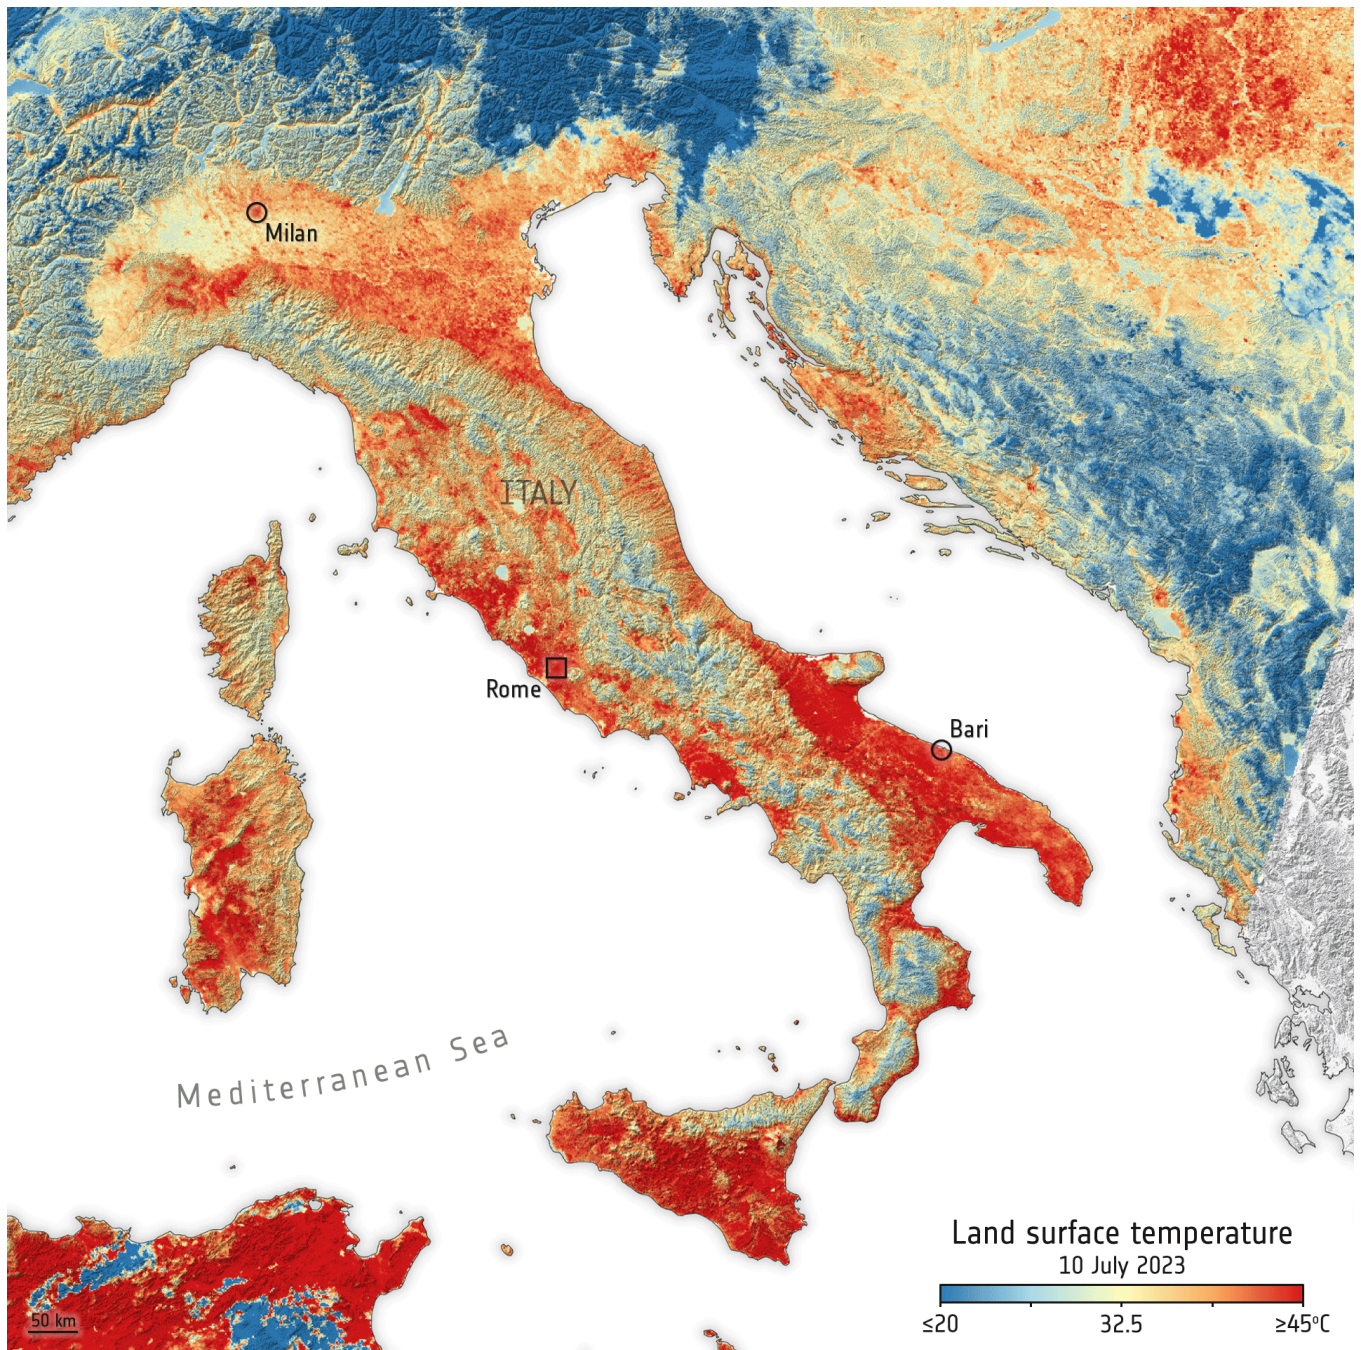 Milan
ITALY
Rome
Bari
Mediterranean Sea
Land surface temperature
10 July 2023
50 km
≤20 32.5 ≥45°C